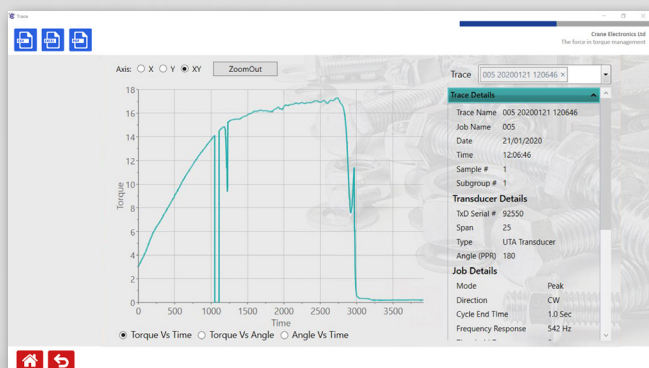 Trace
Crane Electronics Ltd
The force in torque management
Axis: X Y XY ZoomOut
Trace 005 20200121 120646 ×
Trace Details
Trace Name 005 20200121 120646
Job Name 005
Date 21/01/2020
Time 12:06:46
Sample # 1
Subgroup # 1
Transducer Details
TxD Serial # 92550
Span 25
Type UTA Transducer
Angle (PPR) 180
Job Details
Mode Peak
Direction CW
Cycle End Time 1.0 Sec
Frequency Response 542 Hz
18
16
14
12
10
8
6
4
2
0
Torque
0 500 1000 1500 2000 2500 3000 3500
Time
Torque Vs Time Torque Vs Angle Angle Vs Time